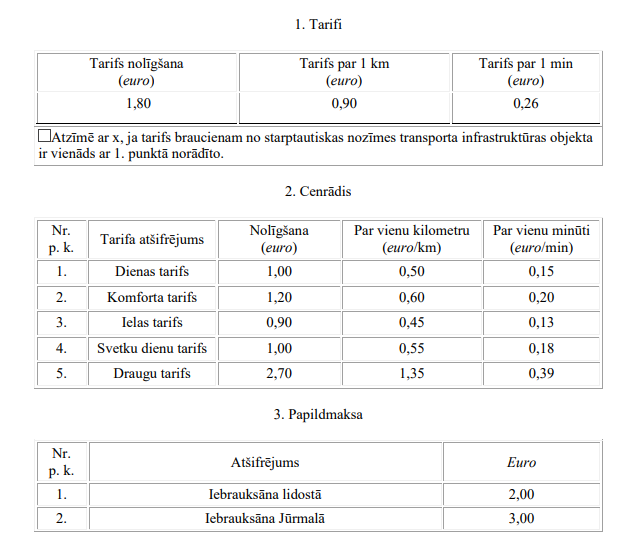 1. Tarifi
Tarifs nolīgšana Tarifs par 1 km Tarifs par 1 min
(euro) (euro) (euro)
1,80 0,90 0,26
Atzīmē ar x, ja tarifs braucienam no starptautiskas nozīmes transporta infrastruktūras objekta
ir vienāds ar 1. punktā norādīto.
2. Cenrādis
Nr. Nolīgšana Par vienu kilometru Par vienu minūti
p. k. Tarifa atšifrējums (euro) (euro/km) (euro/min)
1. Dienas tarifs 1,00 0,50 0,15
2. Komforta tarifs 1,20 0,60 0,20
3. Ielas tarifs 0,90 0,45 0,13
4. Svetku dienu tarifs 1,00 0,55 0,18
5. Draugu tarifs 2,70 1,35 0,39
3. Papildmaksa
Nr.
p. k. Atšifrējums Euro
1. Iebrauksāna lidostā 2,00
2. Iebrauksāna Jūrmalā 3,00